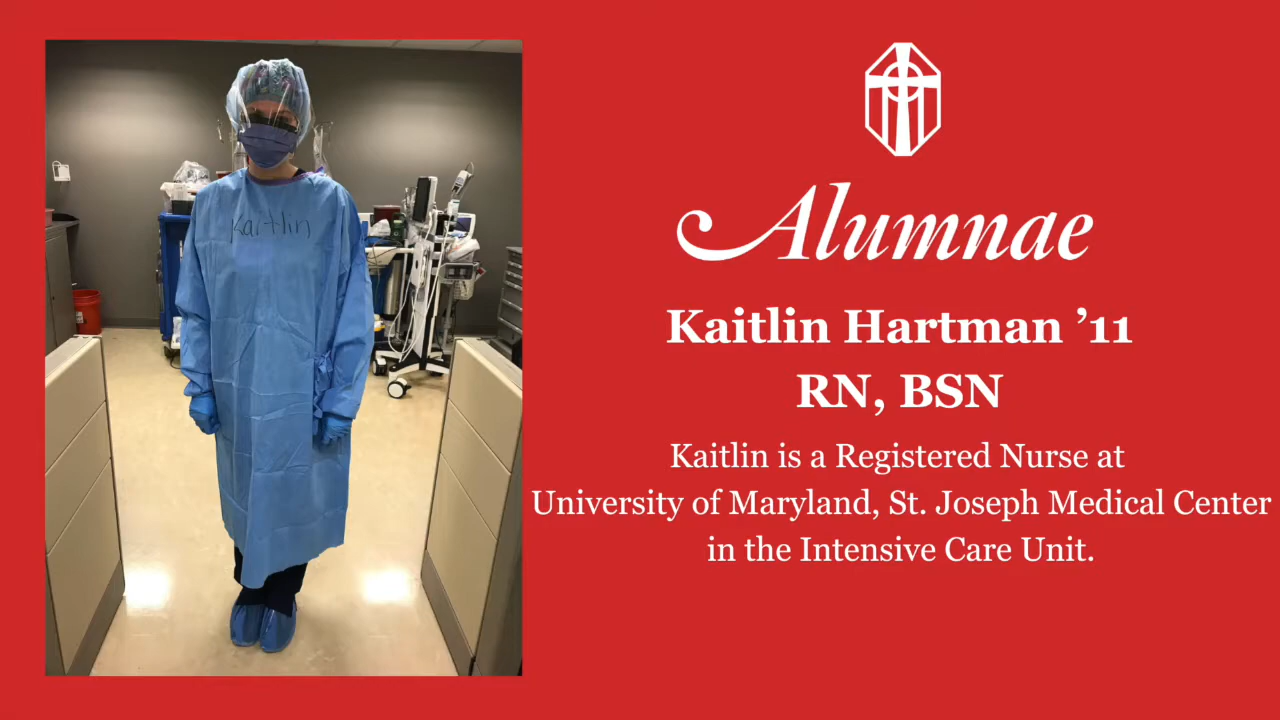 Kaitlin
Alumnae
Kaitlin Hartman ’11
RN, BSN
Kaitlin is a Registered Nurse at
University of Maryland, St. Joseph Medical Center
in the Intensive Care Unit.